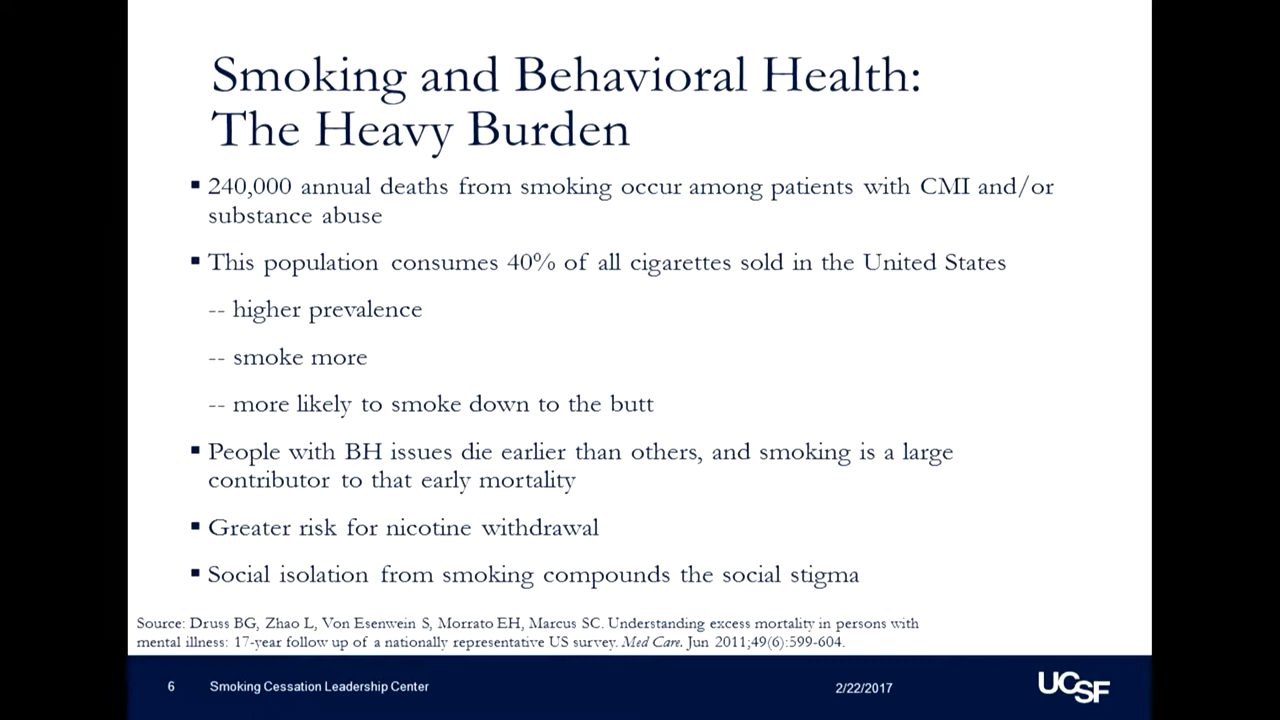 Smoking and Behavioral Health:
The Heavy Burden
▪ 240,000 annual deaths from smoking occur among patients with CMI and/or
substance abuse
▪ This population consumes 40% of all cigarettes sold in the United States
-- higher prevalence
-- smoke more
-- more likely to smoke down to the butt
▪ People with BH issues die earlier than others, and smoking is a large
contributor to that early mortality
▪ Greater risk for nicotine withdrawal
▪ Social isolation from smoking compounds the social stigma
Source: Druss BG, Zhao L, Von Esenwein S, Morrato EH, Marcus SC. Understanding excess mortality in persons with
mental illness: 17-year follow up of a nationally representative US survey. Med Care. Jun 2011;49(6):599-604.
6 Smoking Cessation Leadership Center 2/22/2017 UCSF